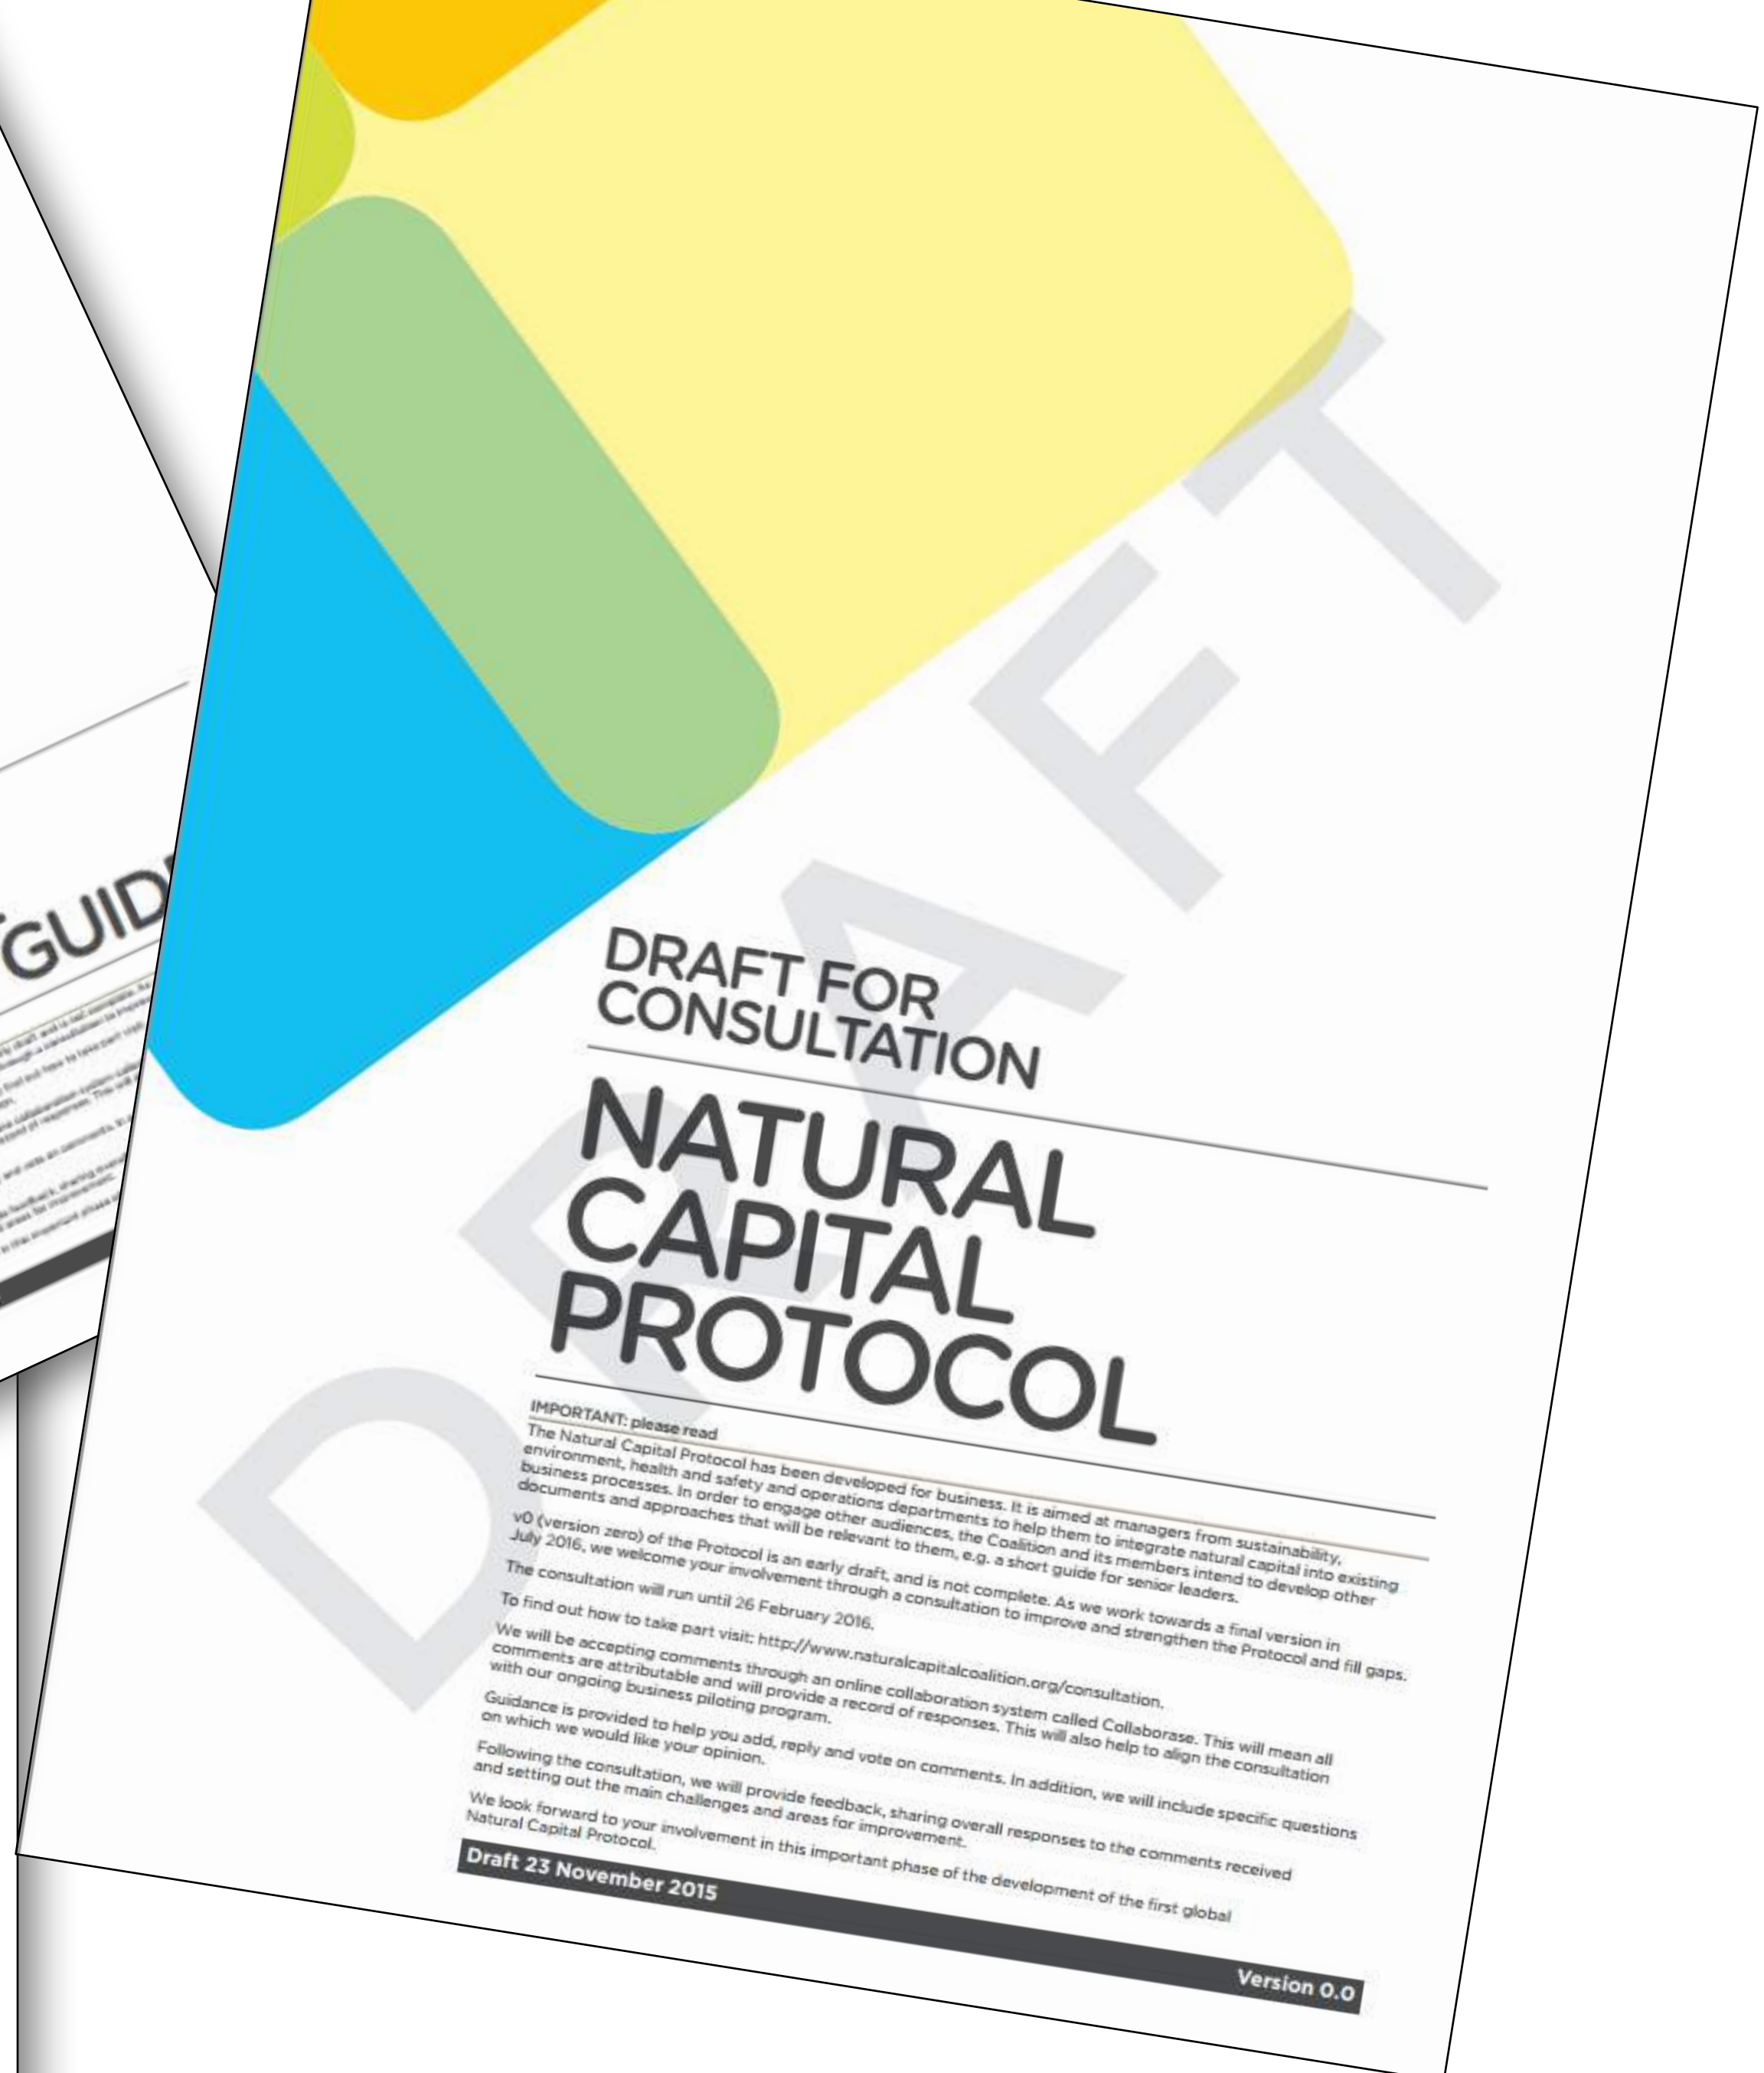 DRAFT
DRAFT FOR
CONSULTATION
NATURAL
CAPITAL
PROTOCOL
IMPORTANT: please read
The Natural Capital Protocol has been developed for business. It is aimed at managers from sustainability,
environment, health and safety and operations departments to help them to integrate natural capital into existing
business processes. In order to engage other audiences, the Coalition and its members intend to develop other
documents and approaches that will be relevant to them, e.g. a short guide for senior leaders.
v0 (version zero) of the Protocol is an early draft, and is not complete. As we work towards a final version in
July 2016, we welcome your involvement through a consultation to improve and strengthen the Protocol and fill gaps.
The consultation will run until 26 February 2016.
To find out how to take part visit: http://www.naturalcapitalcoalition.org/consultation.
We will be accepting comments through an online collaboration system called Collaborase. This will mean all
comments are attributable and will provide a record of responses. This will also help to align the consultation
with our ongoing business piloting program.
Guidance is provided to help you add, reply and vote on comments. In addition, we will include specific questions
on which we would like your opinion.
Following the consultation, we will provide feedback, sharing overall responses to the comments received
and setting out the main challenges and areas for improvement.
We look forward to your involvement in this important phase of the development of the first global
Natural Capital Protocol.
Draft 23 November 2015
Version 0.0
GUID